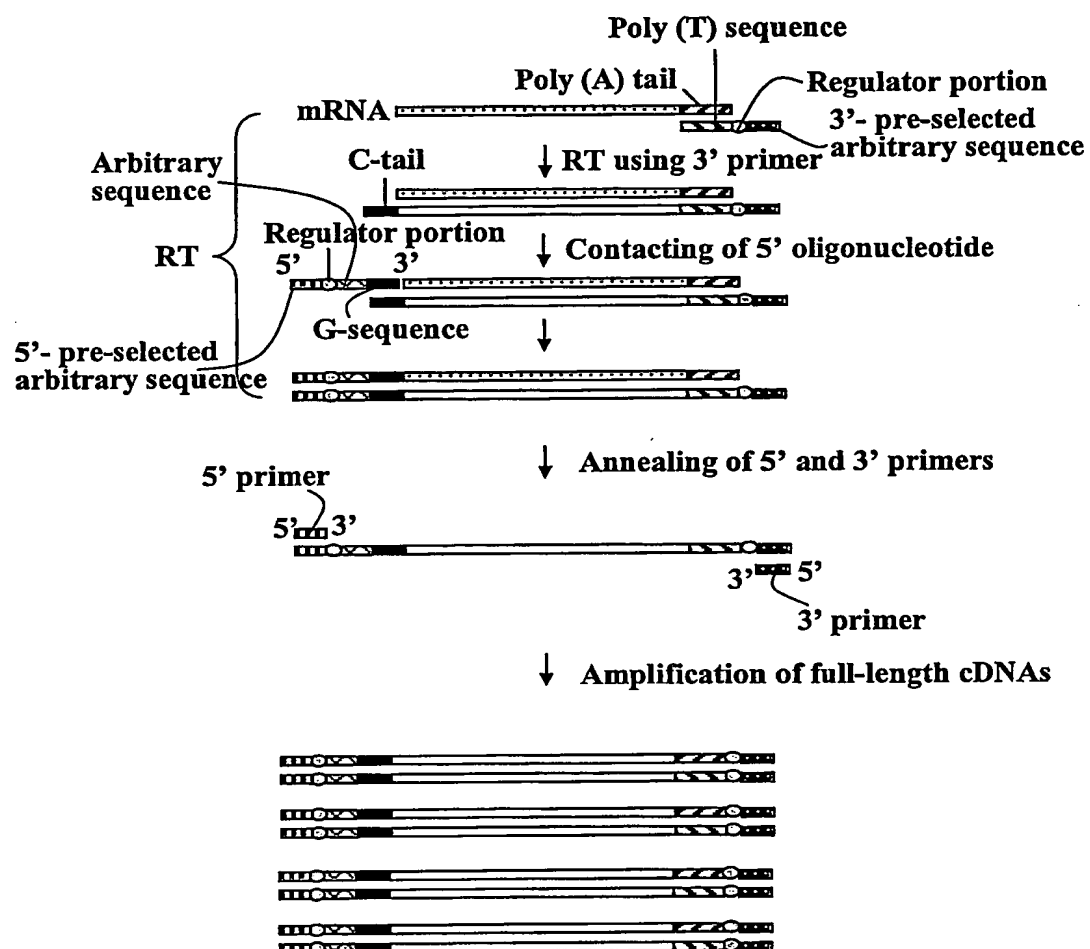 Poly (T) sequence
Poly (A) tail
Regulator portion
mRNA
3’- pre-selected
arbitrary sequence
RT using 3’ primer
Arbitrary
sequence
C-tail
Regulator portion
Contacting of 5’ oligonucleotide
RT
5’
3’
G-sequence
5’- pre-selected
arbitrary sequence
Annealing of 5’ and 3’ primers
5’ primer
5’
3’
3’
5’
3’ primer
Amplification of full-length cDNAs